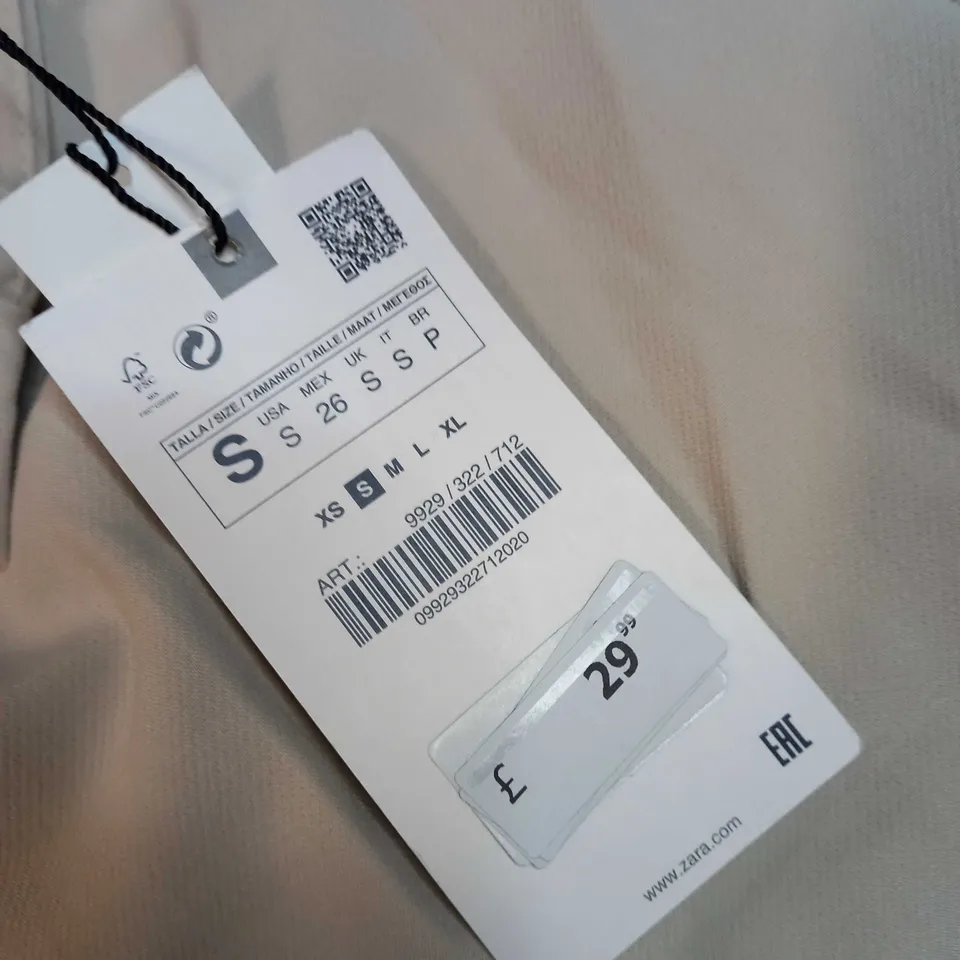 ®
FSC
TALLA / SIZE / TAMANHO / TAILLE / MAAT / ΜΕΓΕΘΟΣ
USA MEX UK IT BR
S S 26 S S P
XS S M L XL
ART.: 9929 / 322 / 712
09929322712020
£ 29.99
EAC
www.zara.com